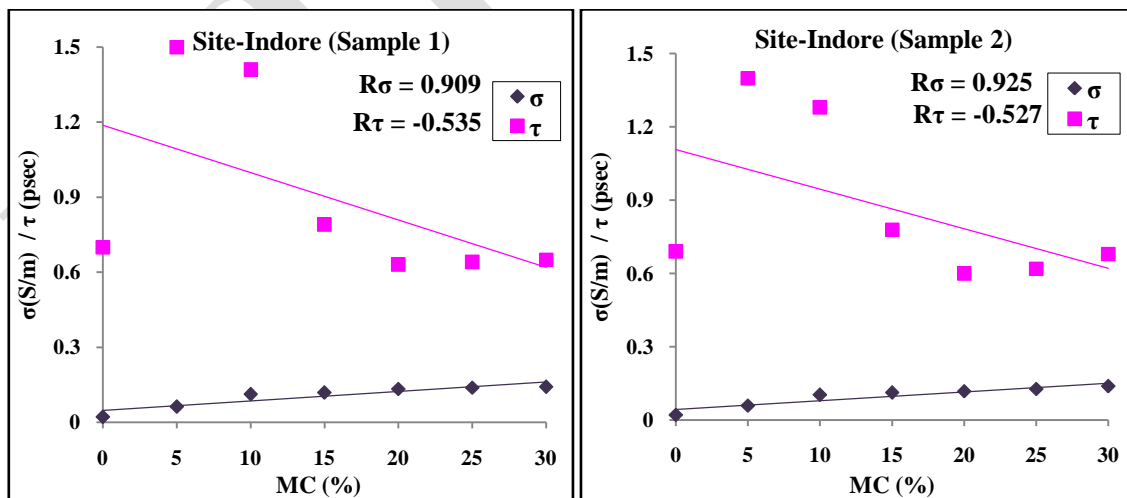 Site-Indore (Sample 1)
Rσ = 0.909
Rτ = -0.535
σ
τ
σ(S/m) / τ (psec)
1.5
1.2
0.9
0.6
0.3
0
0 5 10 15 20 25 30
MC (%)
Site-Indore (Sample 2)
Rσ = 0.925
Rτ = -0.527
σ
τ
σ(S/m) / τ (psec)
1.5
1.2
0.9
0.6
0.3
0
0 5 10 15 20 25 30
MC (%)